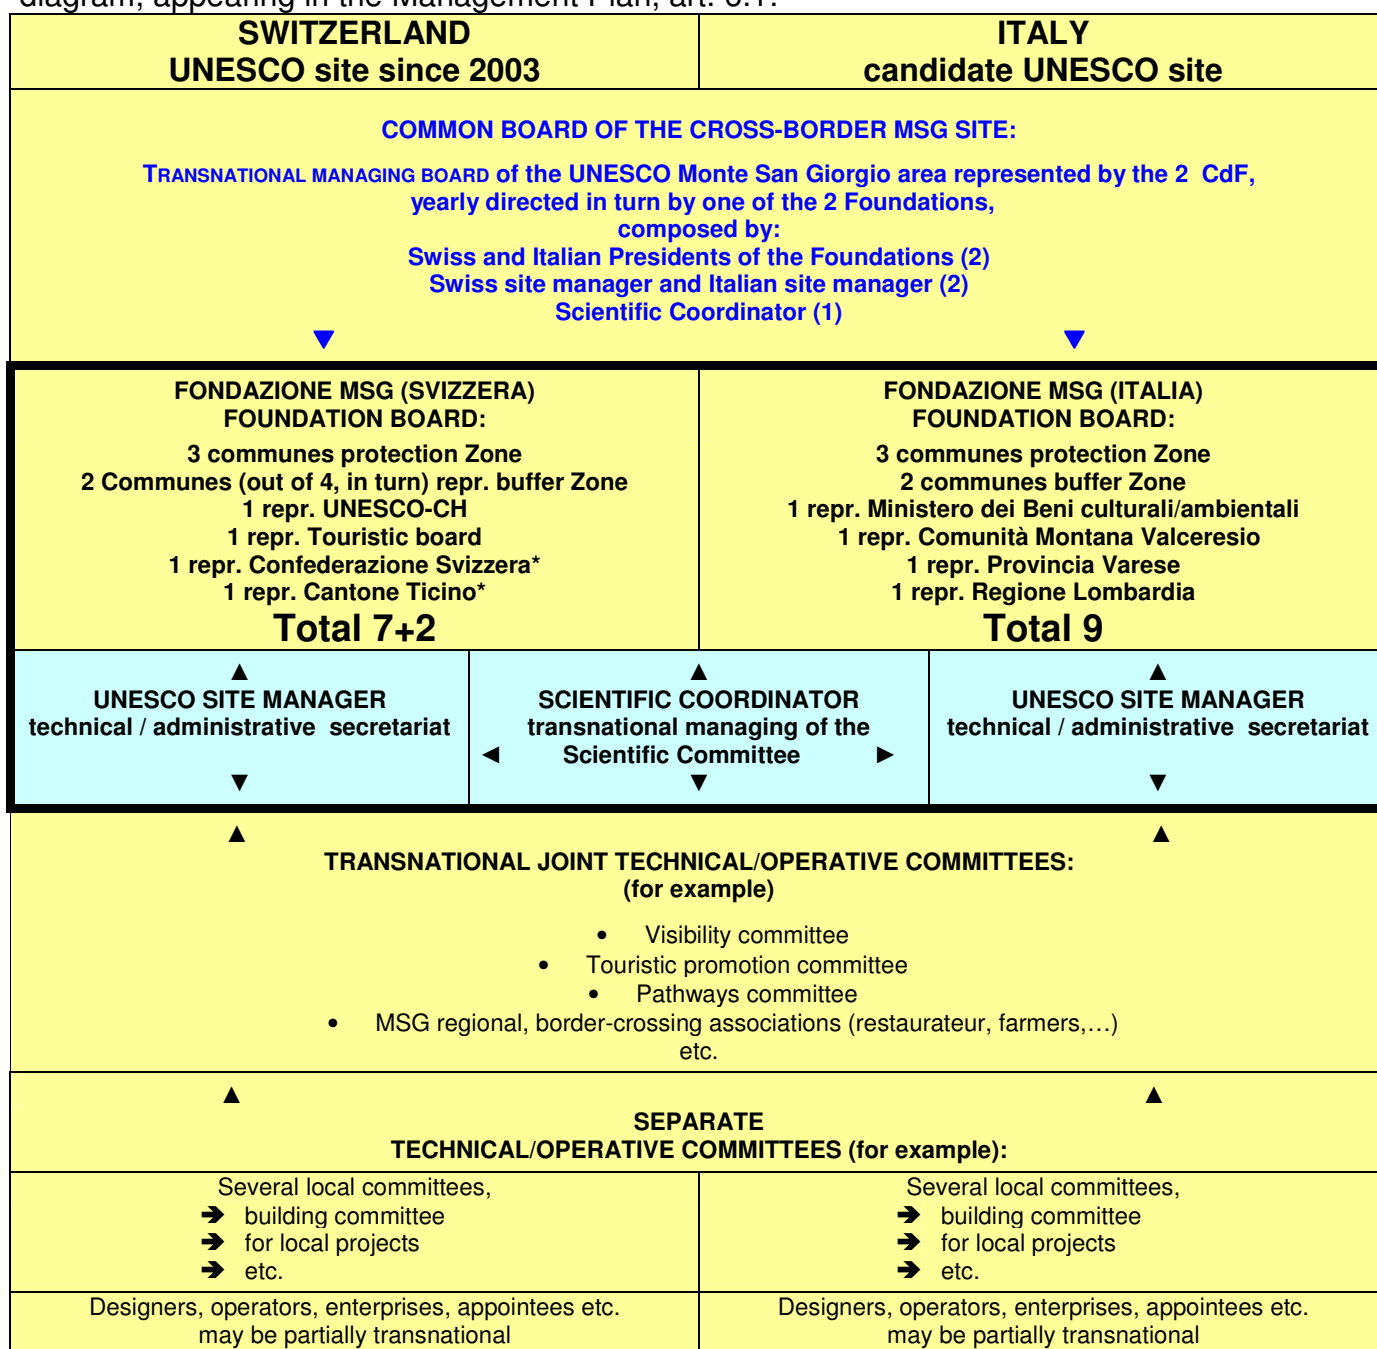 diagram, appearing in the Management Plan, art. 6.1.
SWITZERLAND
UNESCO site since 2003
ITALY
candidate UNESCO site
COMMON BOARD OF THE CROSS-BORDER MSG SITE:
TRANSNATIONAL MANAGING BOARD of the UNESCO Monte San Giorgio area represented by the 2 CdF,
yearly directed in turn by one of the 2 Foundations,
composed by:
Swiss and Italian Presidents of the Foundations (2)
Swiss site manager and Italian site manager (2)
Scientific Coordinator (1)
▼ ▼
FONDAZIONE MSG (SVIZZERA)
FOUNDATION BOARD:
3 communes protection Zone
2 Communes (out of 4, in turn) repr. buffer Zone
1 repr. UNESCO-CH
1 repr. Touristic board
1 repr. Confederazione Svizzera*
1 repr. Cantone Ticino*
Total 7+2
FONDAZIONE MSG (ITALIA)
FOUNDATION BOARD:
3 communes protection Zone
2 communes buffer Zone
1 repr. Ministero dei Beni culturali/ambientali
1 repr. Comunità Montana Valceresio
1 repr. Provincia Varese
1 repr. Regione Lombardia
Total 9
▲
UNESCO SITE MANAGER
technical / administrative secretariat
▼
▲
SCIENTIFIC COORDINATOR
transnational managing of the
◄ Scientific Committee ►
▼
▲
UNESCO SITE MANAGER
technical / administrative secretariat
▼
▲ ▲
TRANSNATIONAL JOINT TECHNICAL/OPERATIVE COMMITTEES:
(for example)
• Visibility committee
• Touristic promotion committee
• Pathways committee
• MSG regional, border-crossing associations (restaurateur, farmers,…)
etc.
▲ ▲
SEPARATE
TECHNICAL/OPERATIVE COMMITTEES (for example):
Several local committees,
➔ building committee
➔ for local projects
➔ etc.
Several local committees,
➔ building committee
➔ for local projects
➔ etc.
Designers, operators, enterprises, appointees etc.
may be partially transnational
Designers, operators, enterprises, appointees etc.
may be partially transnational